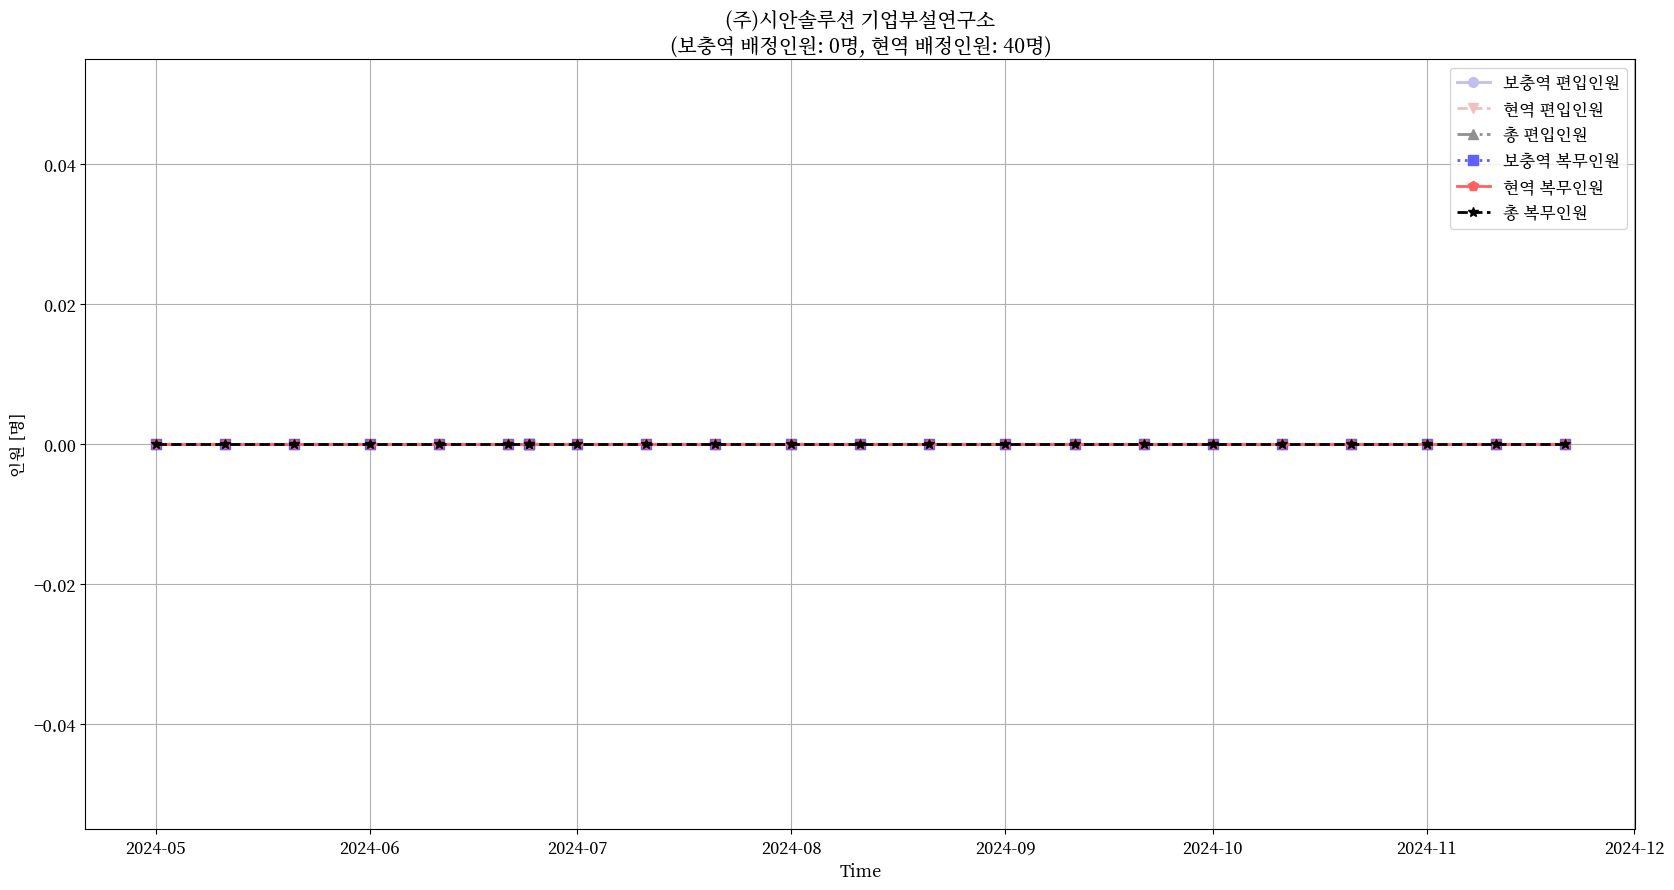 (주)시안솔루션 기업부설연구소
(보충역 배정인원: 0명, 현역 배정인원: 40명)
보충역 편입인원
현역 편입인원
총 편입인원
보충역 복무인원
현역 복무인원
총 복무인원
인원 [명]
0.04
0.02
0.00
−0.02
−0.04
2024-05
2024-06
2024-07
2024-08
2024-09
2024-10
2024-11
2024-12
Time